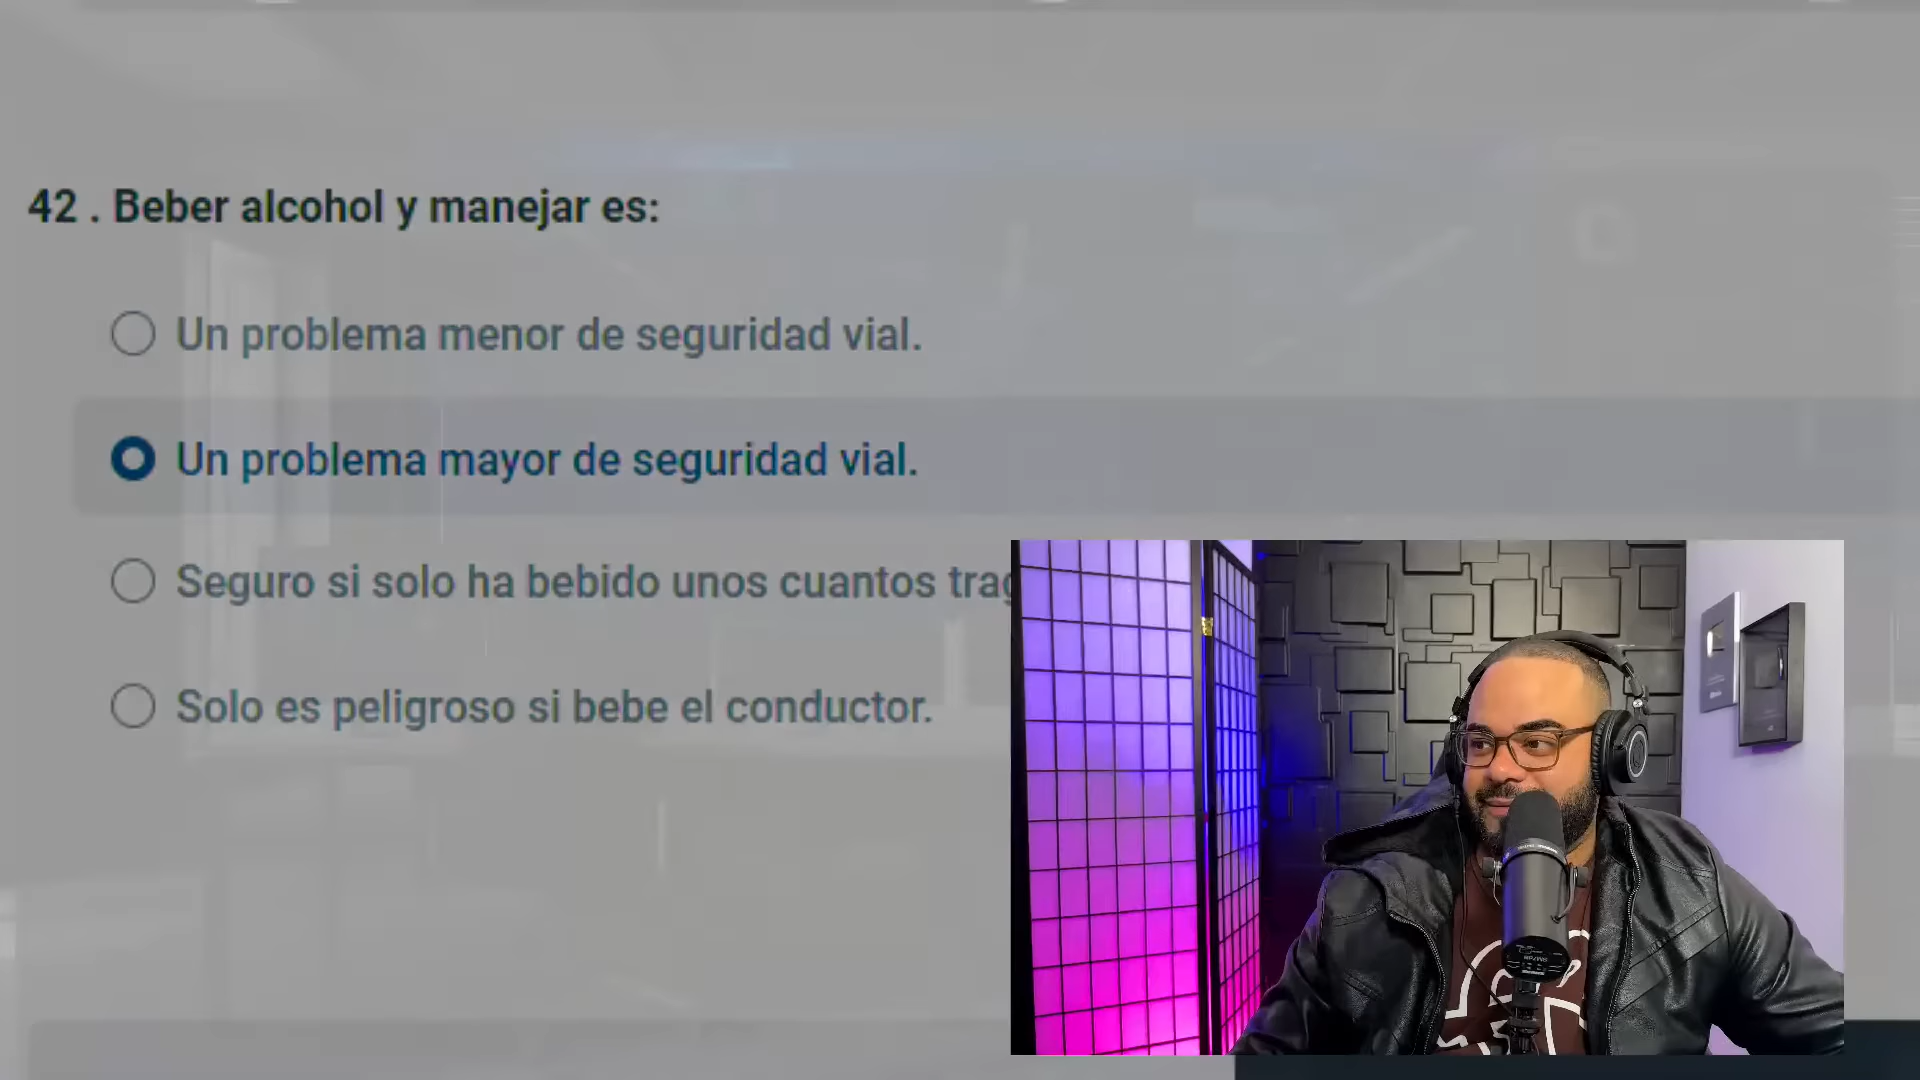 42 . Beber alcohol y manejar es:
Un problema menor de seguridad vial.
Un problema mayor de seguridad vial.
Seguro si solo ha bebido unos cuantos
Solo es peligroso si bebe el conductor.